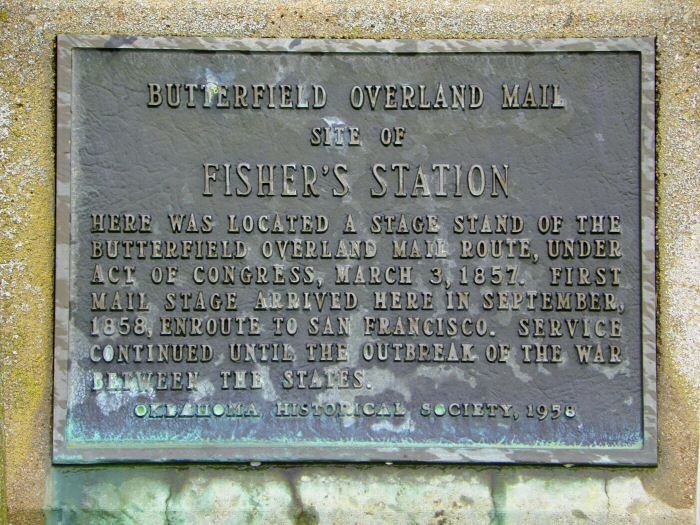 BUTTERFIELD OVERLAND MAIL
SITE OF
FISHER'S STATION
HERE WAS LOCATED A STAGE STAND OF THE
BUTTERFIELD OVERLAND MAIL ROUTE, UNDER
ACT OF CONGRESS, MARCH 3, 1857. FIRST
MAIL STAGE ARRIVED HERE IN SEPTEMBER,
1858, ENROUTE TO SAN FRANCISCO. SERVICE
CONTINUED UNTIL THE OUTBREAK OF THE WAR
BETWEEN THE STATES.
OKLAHOMA HISTORICAL SOCIETY, 1958